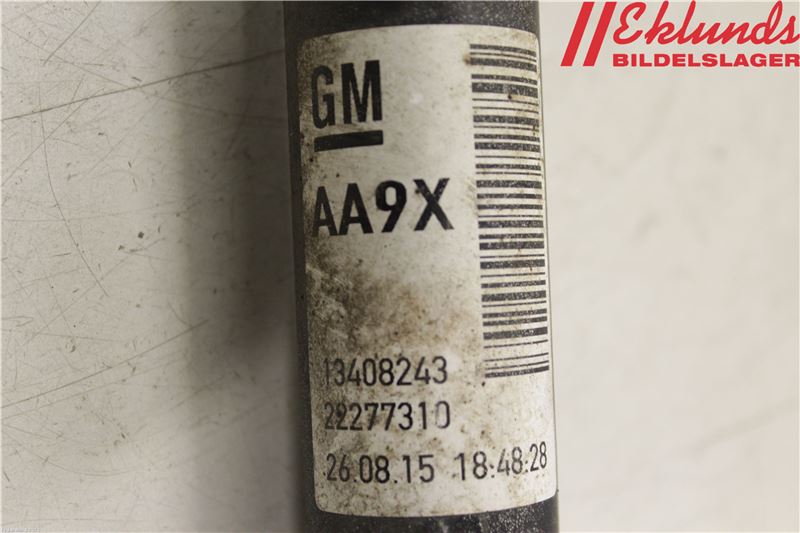 Eklunds
BILDELSLAGER
GM
AA9X
13408243
22277310
26.08.15 18:48:28